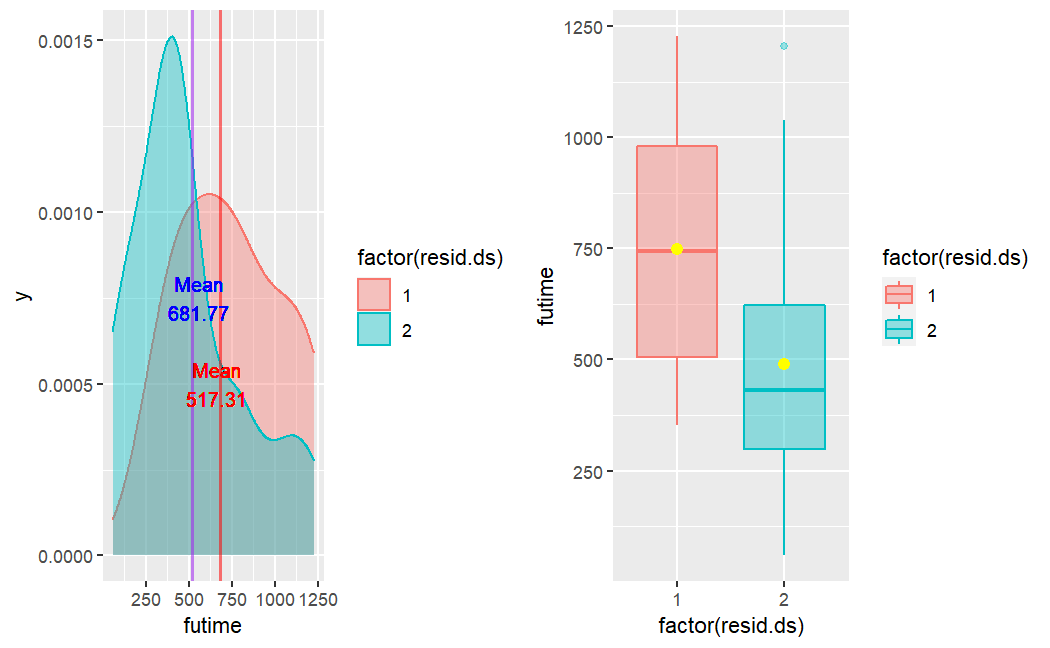 0.0015
0.0010
0.0005
0.0000
y
Mean
681.77
Mean
517.31
250 500 750 1000 1250
futime
factor(resid.ds)
1
2
1250
1000
750
500
250
futime
1 2
factor(resid.ds)
factor(resid.ds)
1
2